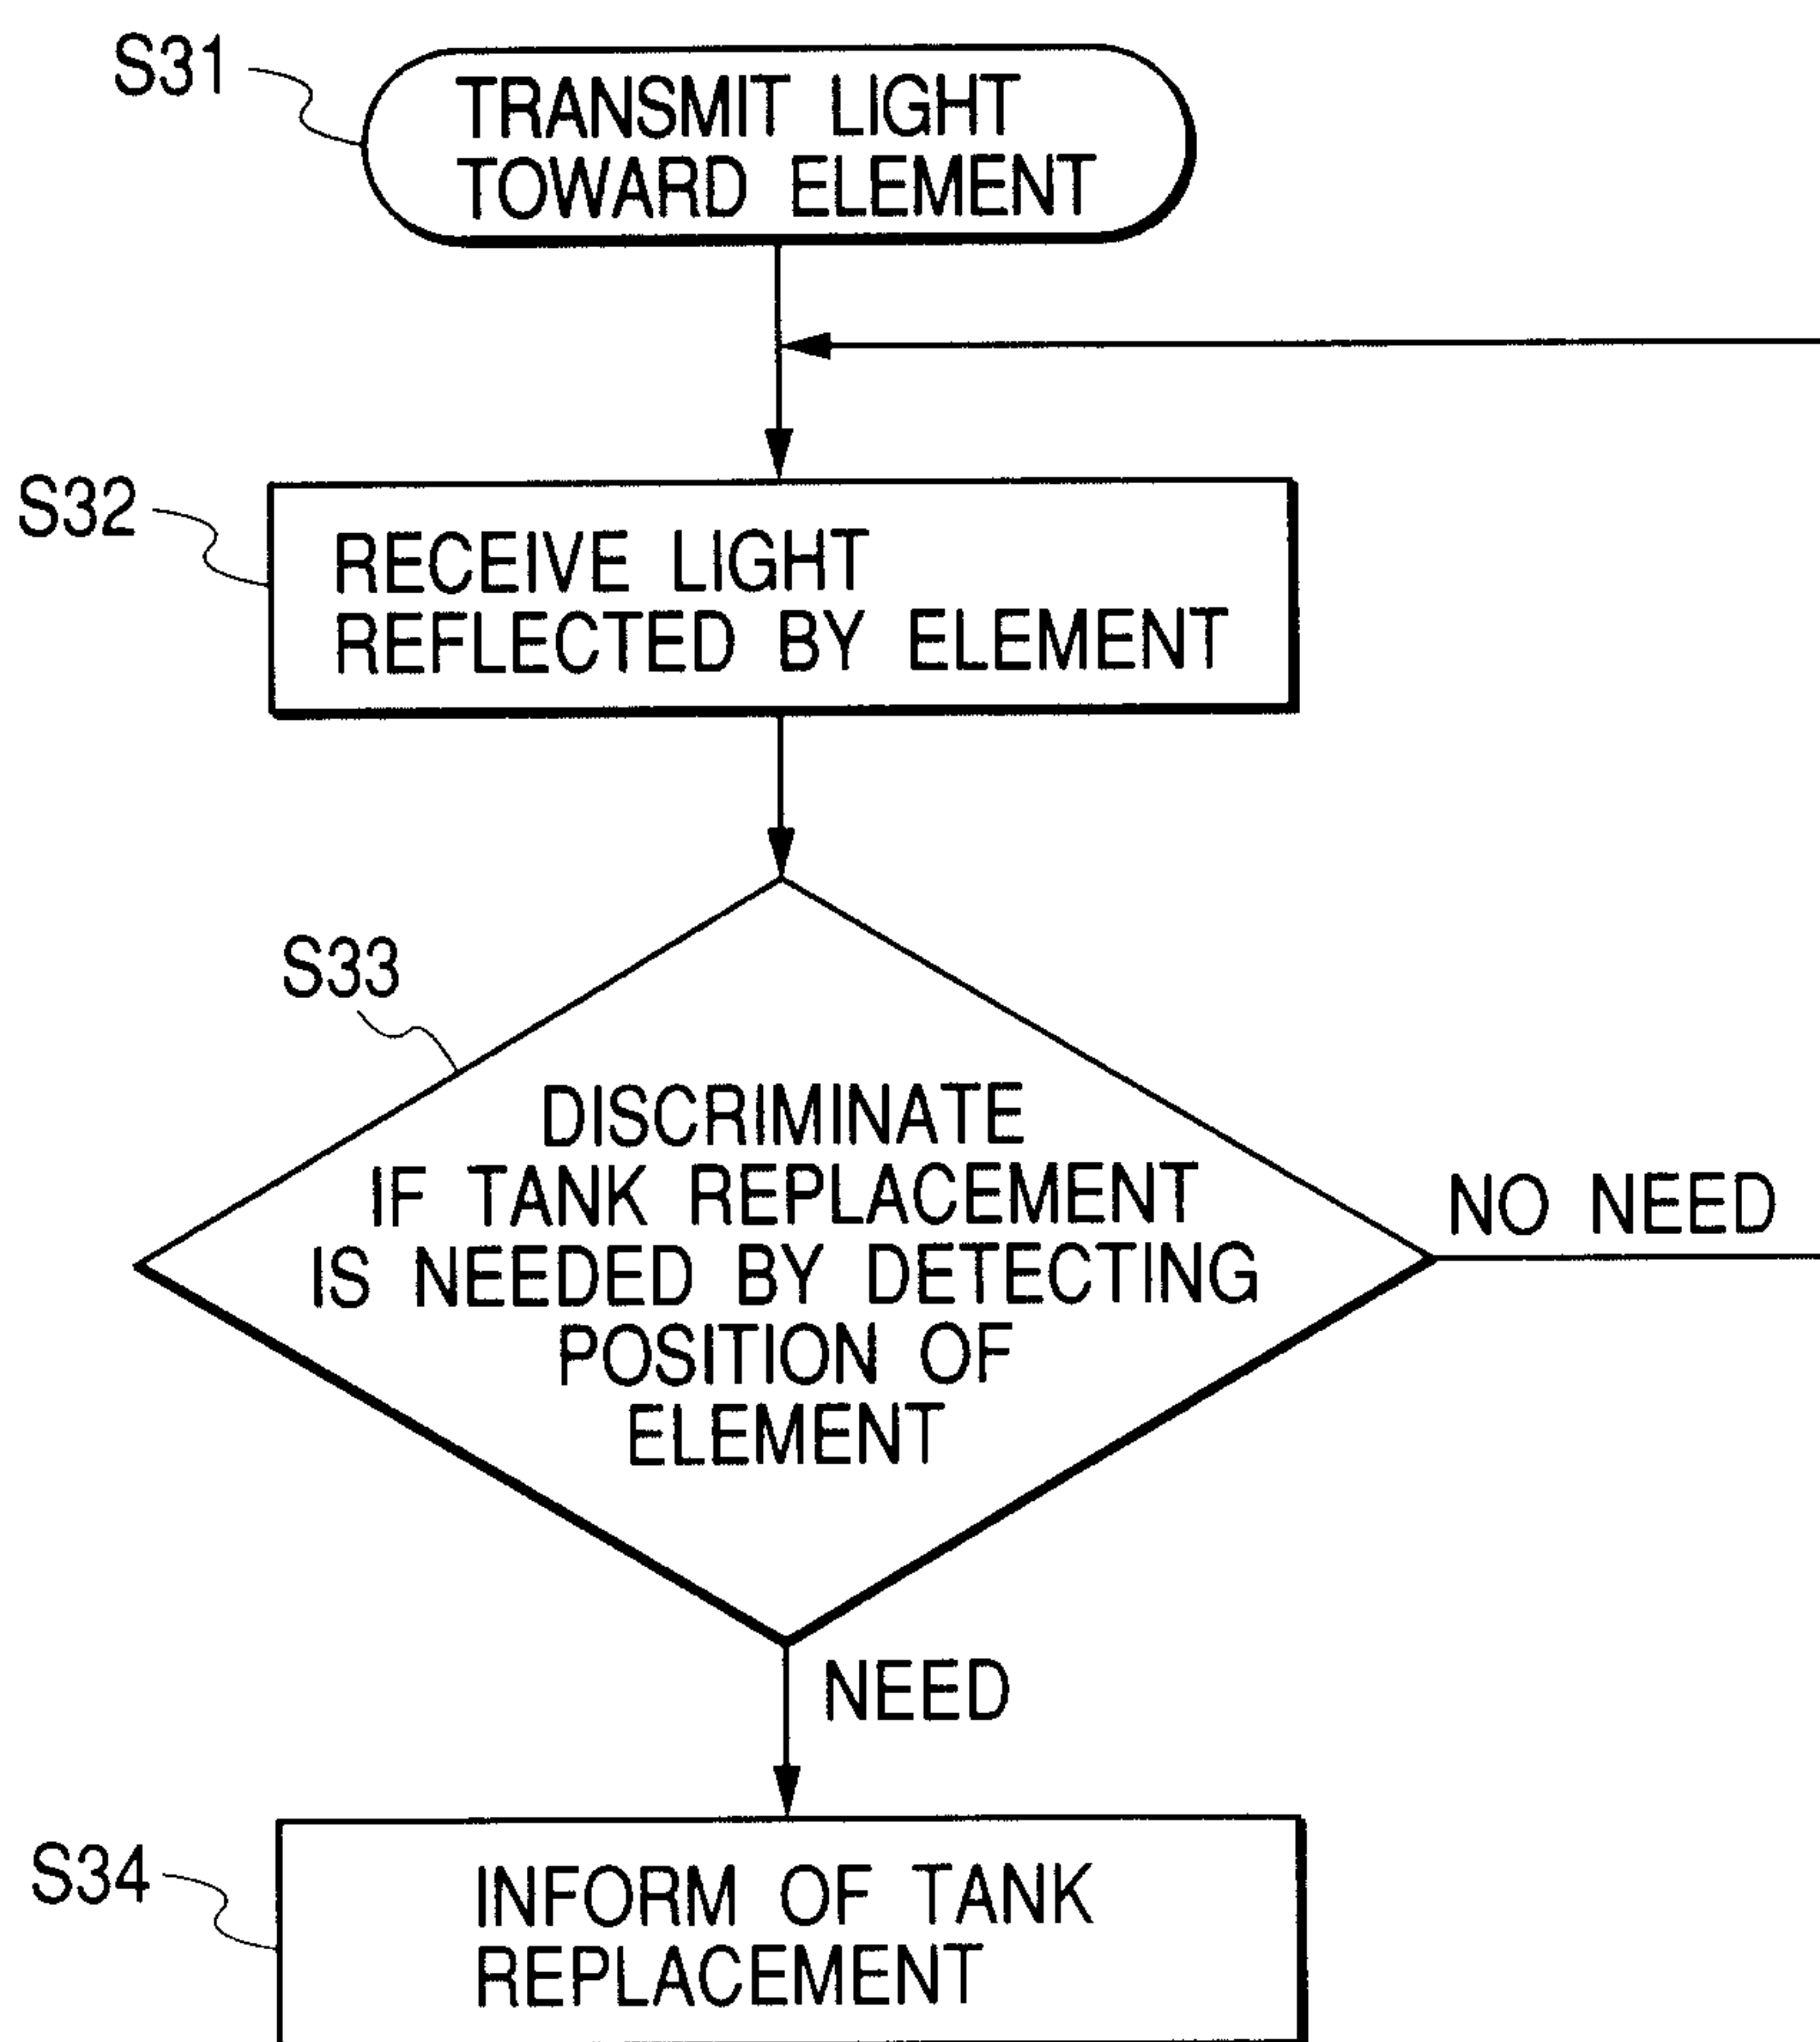 S31
TRANSMIT LIGHT
TOWARD ELEMENT
S32
RECEIVE LIGHT
REFLECTED BY ELEMENT
S33
DISCRIMINATE
IF TANK REPLACEMENT
IS NEEDED BY DETECTING
POSITION OF
ELEMENT
NO NEED
NEED
S34
INFORM OF TANK
REPLACEMENT